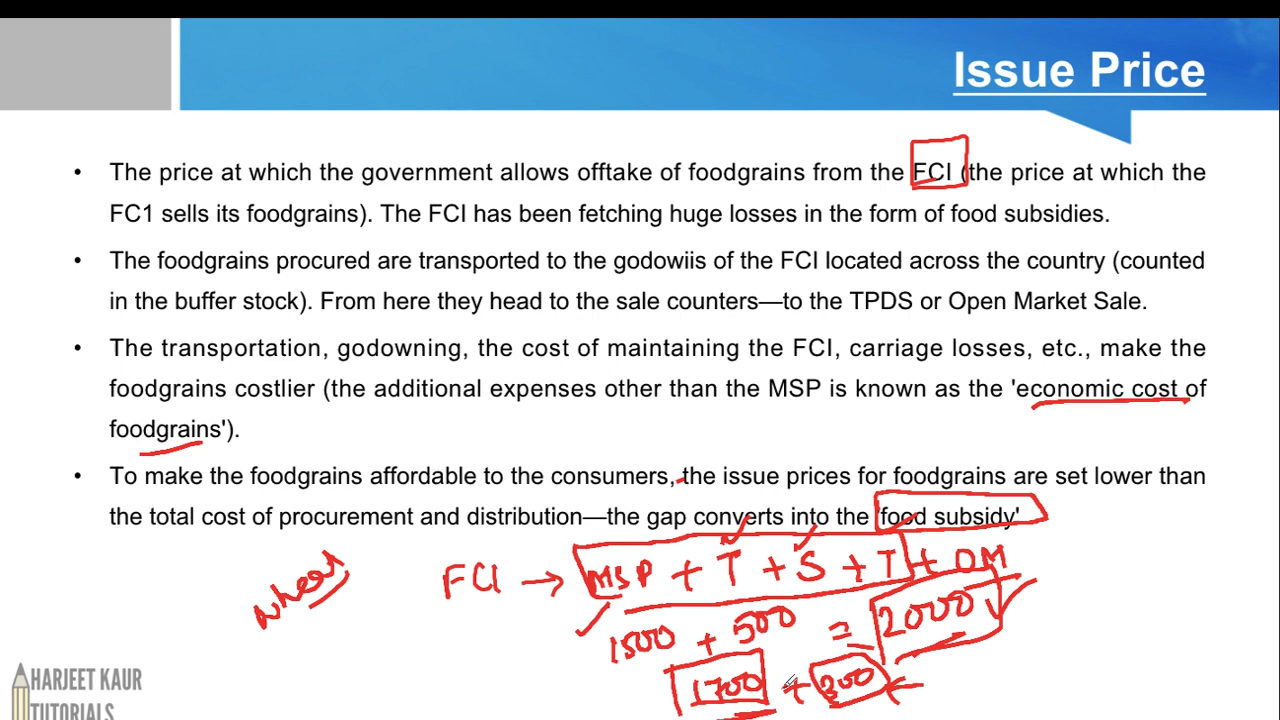 Issue Price
• The price at which the government allows offtake of foodgrains from the FCI (the price at which the
FC1 sells its foodgrains). The FCI has been fetching huge losses in the form of food subsidies.
• The foodgrains procured are transported to the godowiis of the FCI located across the country (counted
in the buffer stock). From here they head to the sale counters—to the TPDS or Open Market Sale.
• The transportation, godowning, the cost of maintaining the FCI, carriage losses, etc., make the
foodgrains costlier (the additional expenses other than the MSP is known as the 'economic cost of
foodgrains').
• To make the foodgrains affordable to the consumers, the issue prices for foodgrains are set lower than
the total cost of procurement and distribution—the gap converts into the 'food subsidy'
wheat
FCI → MSP + T + S + T + OM
1500 + 500 = 2000
1700 + 300 ←
HARJEET KAUR
TUTORIALS